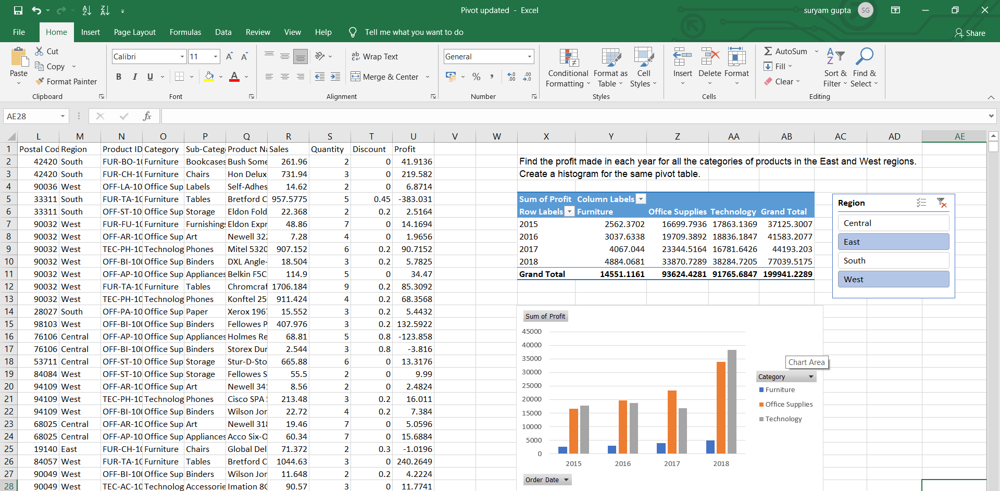 Pivot updated - Excel
suryam gupta SG
File Home Insert Page Layout Formulas Data Review View Help Tell me what you want to do Share
Paste
Cut
Copy
Format Painter
Clipboard
Calibri 11
B I U
Font
Wrap Text
Merge & Center
Alignment
General
Number
Conditional Formatting
Format as Table
Cell Styles
Styles
Insert Delete Format
Cells
AutoSum
Fill
Clear
Sort & Filter
Find & Select
Editing
AE28 fx
L M N O P Q R S T U V W X Y Z AA AB AC AD AE
1 Postal Cod Region Product ID Category Sub-Categ Product Na Sales Quantity Discount Profit
2 42420 South FUR-BO-10 Furniture Bookcases Bush Some 261.96 2 0 41.9136
3 42420 South FUR-CH-10 Furniture Chairs Hon Delux 731.94 3 0 219.582
4 90036 West OFF-LA-10 Office Sup Labels Self-Adhes 14.62 2 0 6.8714
5 33311 South FUR-TA-10 Furniture Tables Bretford C 957.5775 5 0.45 -383.031
6 33311 South OFF-ST-10 Office Sup Storage Eldon Fold 22.368 2 0.2 2.5164
7 90032 West FUR-FU-10 Furniture Furnishings Eldon Expr 48.86 7 0 14.1694
8 90032 West OFF-AR-10 Office Sup Art Newell 322 7.28 4 0 1.9656
9 90032 West TEC-PH-10 Technolog Phones Mitel 5320 907.152 6 0.2 90.7152
10 90032 West OFF-BI-100 Office Sup Binders DXL Angle- 18.504 3 0.2 5.7825
11 90032 West OFF-AP-10 Office Sup Appliances Belkin F5C 114.9 5 0 34.47
12 90032 West FUR-TA-10 Furniture Tables Chromcraf 1706.184 9 0.2 85.3092
13 90032 West TEC-PH-10 Technolog Phones Konftel 25 911.424 4 0.2 68.3568
14 28027 South OFF-PA-10 Office Sup Paper Xerox 1967 15.552 3 0.2 5.4432
15 98103 West OFF-BI-100 Office Sup Binders Fellowes P 407.976 3 0.2 132.5922
16 76106 Central OFF-AP-10 Office Sup Appliances Holmes Re 68.81 5 0.8 -123.858
17 76106 Central OFF-BI-100 Office Sup Binders Storex Dur 2.544 3 0.8 -3.816
18 53711 Central OFF-ST-10 Office Sup Storage Stur-D-Sto 665.88 6 0 13.3176
19 84084 West OFF-ST-10 Office Sup Storage Fellowes S 55.5 2 0 9.99
20 94109 West OFF-AR-10 Office Sup Art Newell 341 8.56 2 0 2.4824
21 94109 West TEC-PH-10 Technolog Phones Cisco SPA 213.48 3 0.2 16.011
22 94109 West OFF-BI-100 Office Sup Binders Wilson Jor 22.72 4 0.2 7.384
23 68025 Central OFF-AR-10 Office Sup Art Newell 318 19.46 7 0 5.0596
24 68025 Central OFF-AP-10 Office Sup Appliances Acco Six-O 60.34 7 0 15.6884
25 19140 East FUR-CH-10 Furniture Chairs Global Del 71.372 2 0.3 -1.0196
26 84057 West FUR-TA-10 Furniture Tables Bretford C 1044.63 3 0 240.2649
27 90049 West OFF-BI-100 Office Sup Binders Wilson Jor 11.648 2 0.2 4.2224
28 90049 West TEC-AC-10 Technolog Accessorie Imation 8G 90.57 3 0 11.7741
Find the profit made in each year for all the categories of products in the East and West regions.
Create a histogram for the same pivot table.
Sum of Profit Column Labels
Row Labels Furniture Office Supplies Technology Grand Total
2015 2562.3702 16699.7936 17863.1369 37125.3007
2016 3037.6338 19709.3892 18836.1847 41583.2077
2017 4067.044 23344.5164 16781.6426 44193.203
2018 4884.0681 33870.7289 38284.7205 77039.5175
Grand Total 14551.1161 93624.4281 91765.6847 199941.2289
Region
Central
East
South
West
Sum of Profit
45000
40000
35000
30000
25000
20000
15000
10000
5000
0
2015 2016 2017 2018
Chart Area
Category
Furniture
Office Supplies
Technology
Order Date